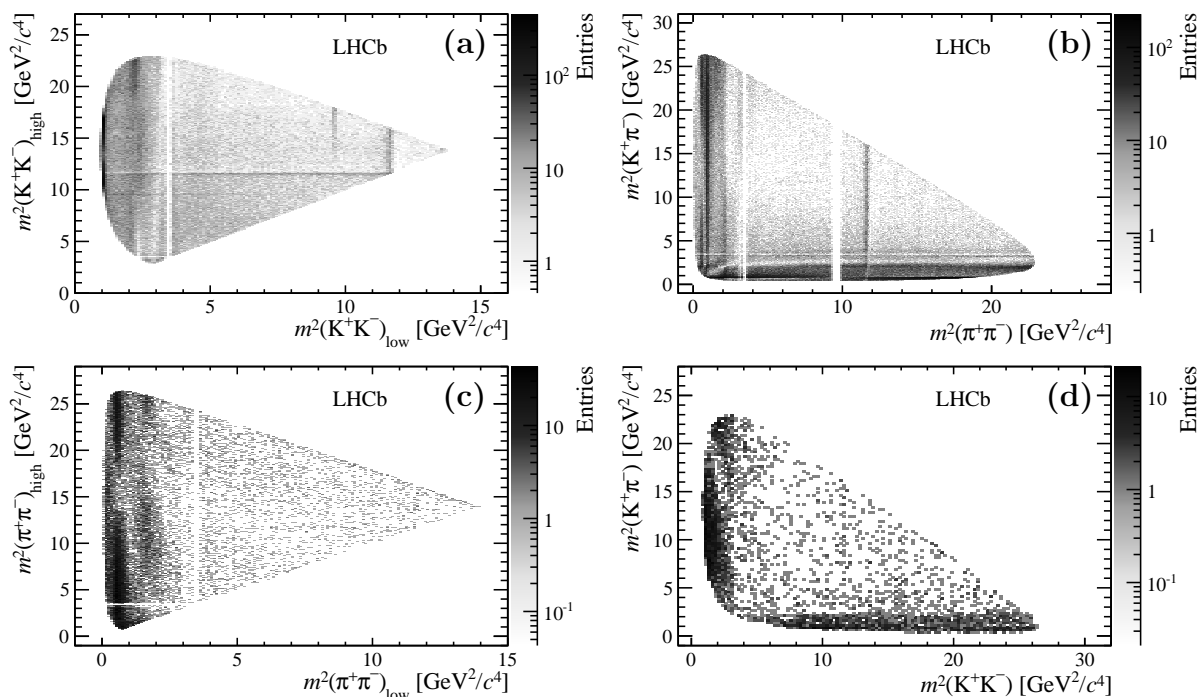 m²(K⁺K⁻)high [GeV²/c⁴]
25
20
15
10
5
0
LHCb
(a)
0 5 10 15
m²(K⁺K⁻)low [GeV²/c⁴]
Entries
10²
10
1
m²(K⁺π⁻) [GeV²/c⁴]
30
25
20
15
10
5
0
LHCb
(b)
0 10 20
m²(π⁺π⁻) [GeV²/c⁴]
Entries
10²
10
1
m²(π⁺π⁻)high [GeV²/c⁴]
25
20
15
10
5
0
LHCb
(c)
0 5 10 15
m²(π⁺π⁻)low [GeV²/c⁴]
Entries
10
1
10⁻¹
m²(K⁺π⁻) [GeV²/c⁴]
25
20
15
10
5
0
LHCb
(d)
0 10 20 30
m²(K⁺K⁻) [GeV²/c⁴]
Entries
10
1
10⁻¹